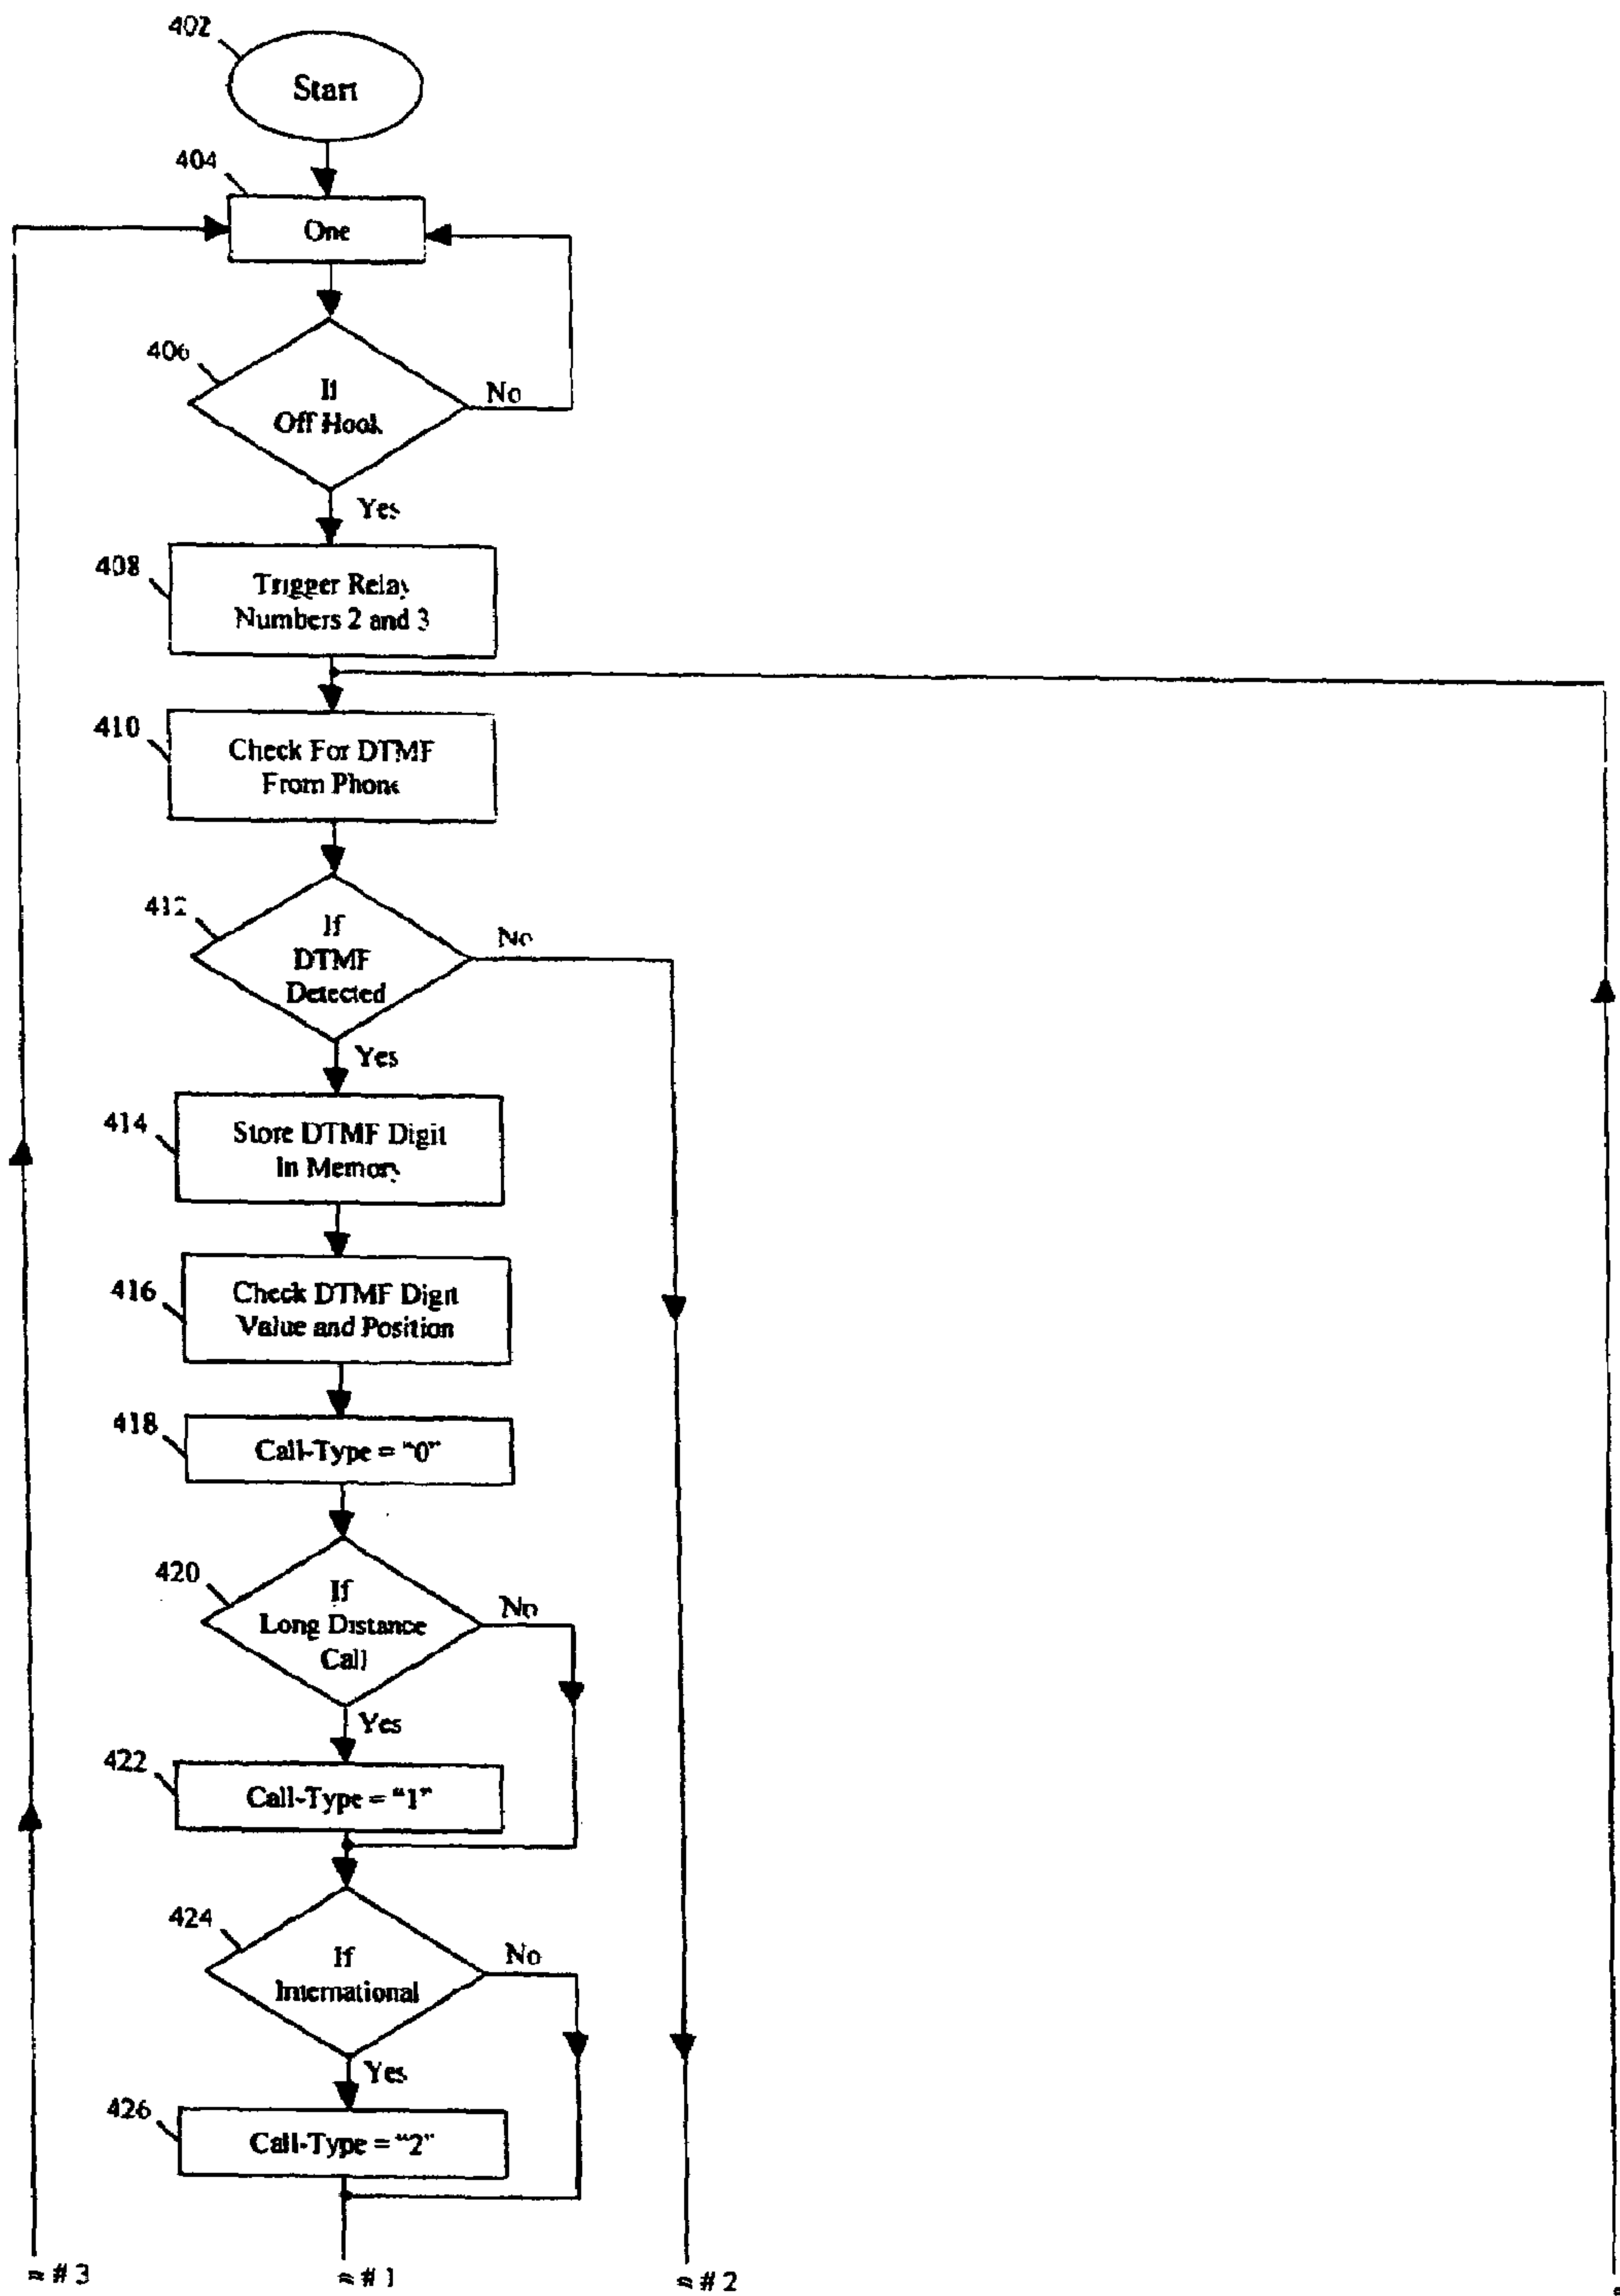 402
Start
404
One
406
If
Off Hook
No
Yes
408
Trigger Relay
Numbers 2 and 3
410
Check For DTMF
From Phone
412
If
DTMF
Detected
No
Yes
414
Store DTMF Digit
In Memory
416
Check DTMF Digit
Value and Position
418
Call-Type = "0"
420
If
Long Distance
Call
No
Yes
422
Call-Type = "1"
424
If
International
No
Yes
426
Call-Type = "2"
# 3
# 1
# 2